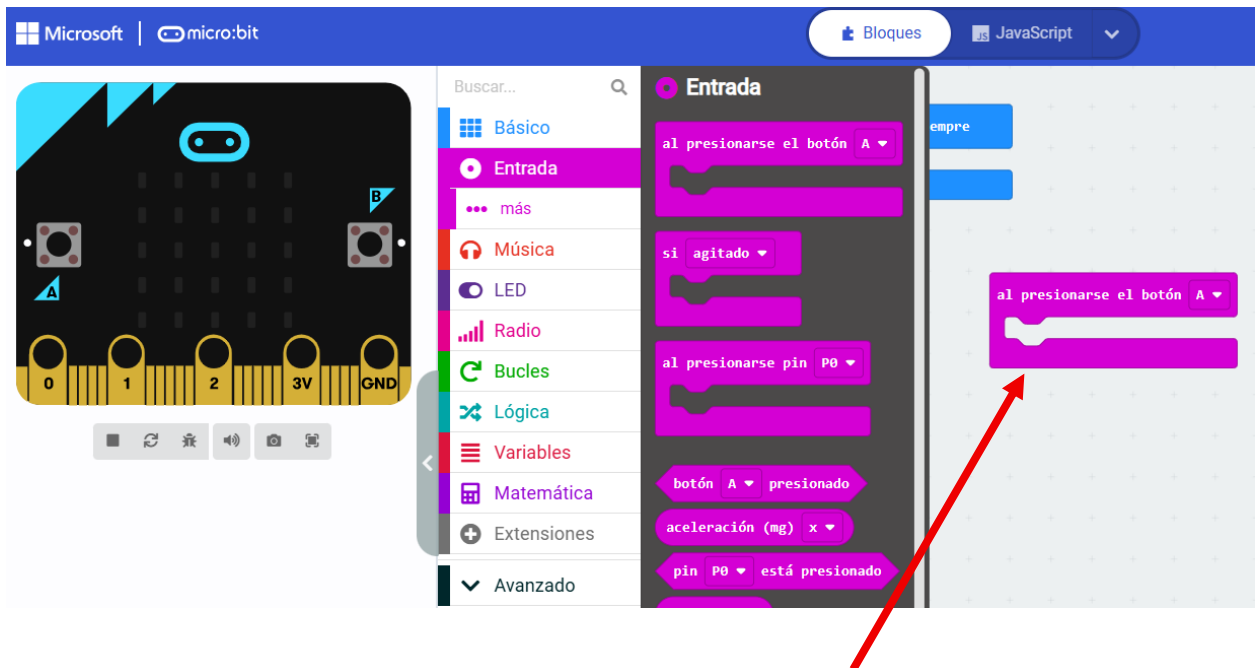 Microsoft
micro:bit
Bloques
JS JavaScript
B
A
0 1 2 3V GND
Buscar...
Básico
Entrada
más
Música
LED
Radio
Bucles
Lógica
Variables
Matemática
Extensiones
Avanzado
Entrada
al presionarse el botón A
si agitado
al presionarse pin P0
botón A presionado
aceleración (mg) x
pin P0 está presionado
empre
al presionarse el botón A